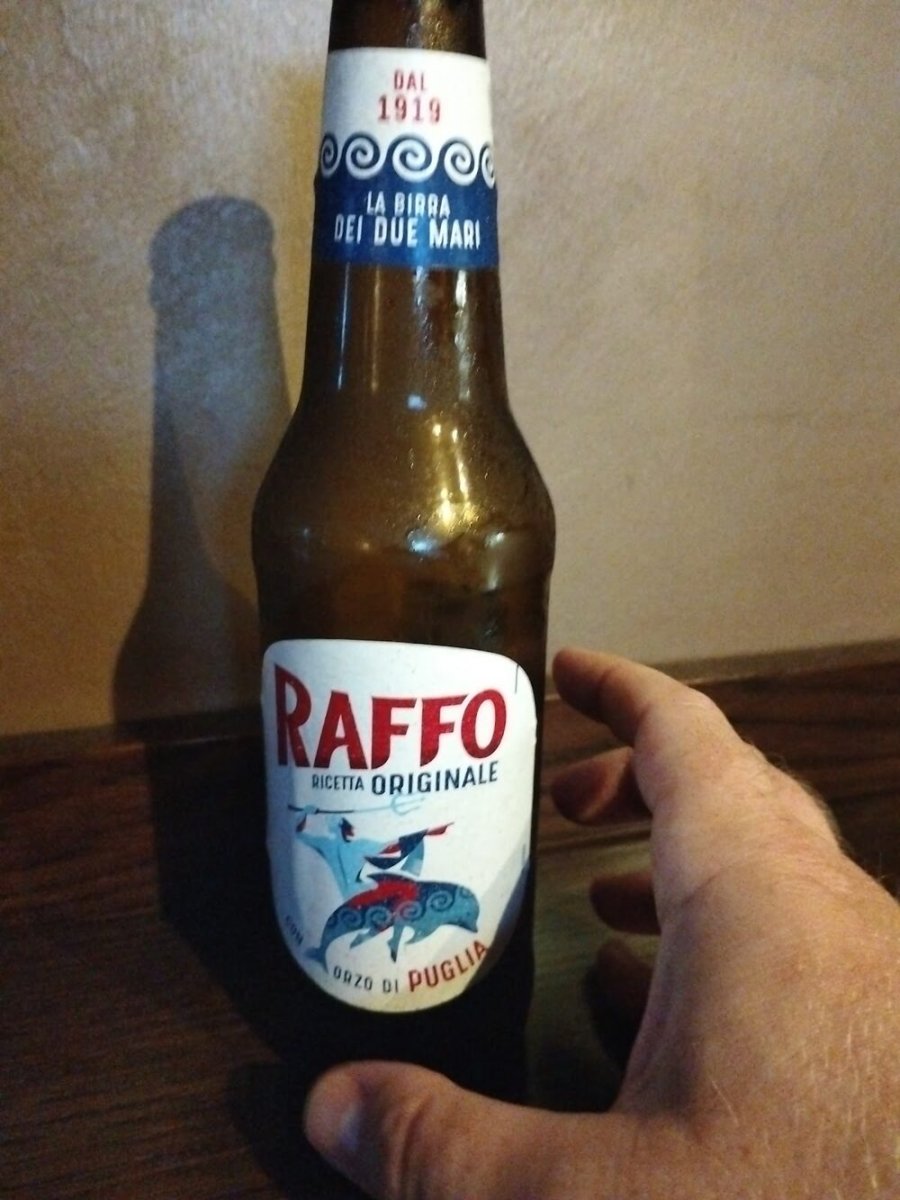 DAL
1919
LA BIRRA
DEI DUE MARI
RAFFO
RICETTA ORIGINALE
CON ORZO DI PUGLIA